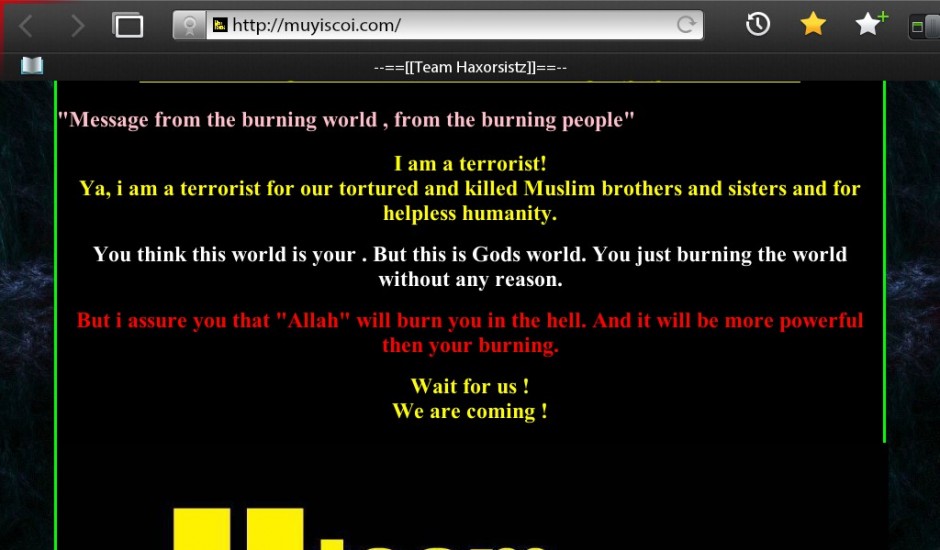 http://muyiscoi.com/
--==[[Team Haxorsistz]]==--
"Message from the burning world , from the burning people"
I am a terrorist!
Ya, i am a terrorist for our tortured and killed Muslim brothers and sisters and for
helpless humanity.
You think this world is your . But this is Gods world. You just burning the world
without any reason.
But i assure you that "Allah" will burn you in the hell. And it will be more powerful
then your burning.
Wait for us !
We are coming !